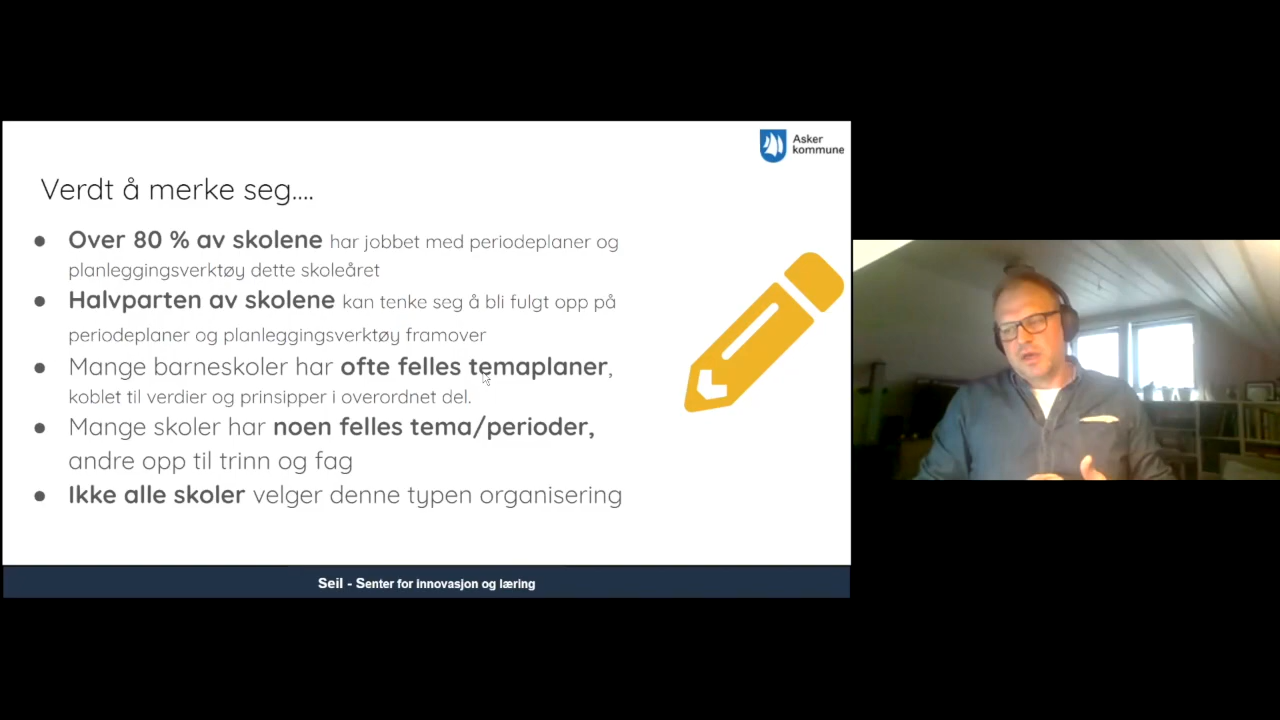 Asker
kommune
Verdt å merke seg....
Over 80 % av skolene har jobbet med periodeplaner og
planleggingsverktøy dette skoleåret
Halvparten av skolene kan tenke seg å bli fulgt opp på
periodeplaner og planleggingsverktøy framover
Mange barneskoler har ofte felles temaplaner,
koblet til verdier og prinsipper i overordnet del.
Mange skoler har noen felles tema/perioder,
andre opp til trinn og fag
Ikke alle skoler velger denne typen organisering
Seil - Senter for innovasjon og læring